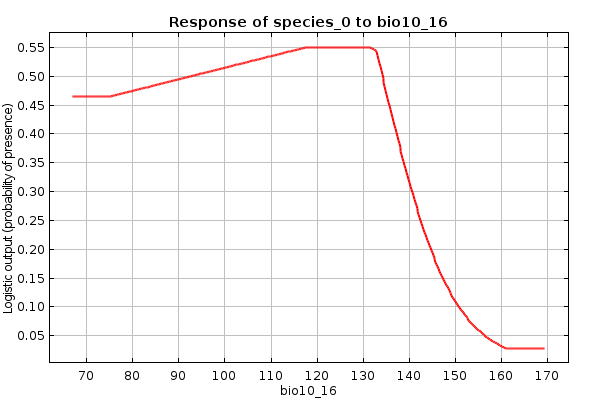 Response of species_0 to bio10_16
Logistic output (probability of presence)
0.55
0.50
0.45
0.40
0.35
0.30
0.25
0.20
0.15
0.10
0.05
70 80 90 100 110 120 130 140 150 160 170
bio10_16